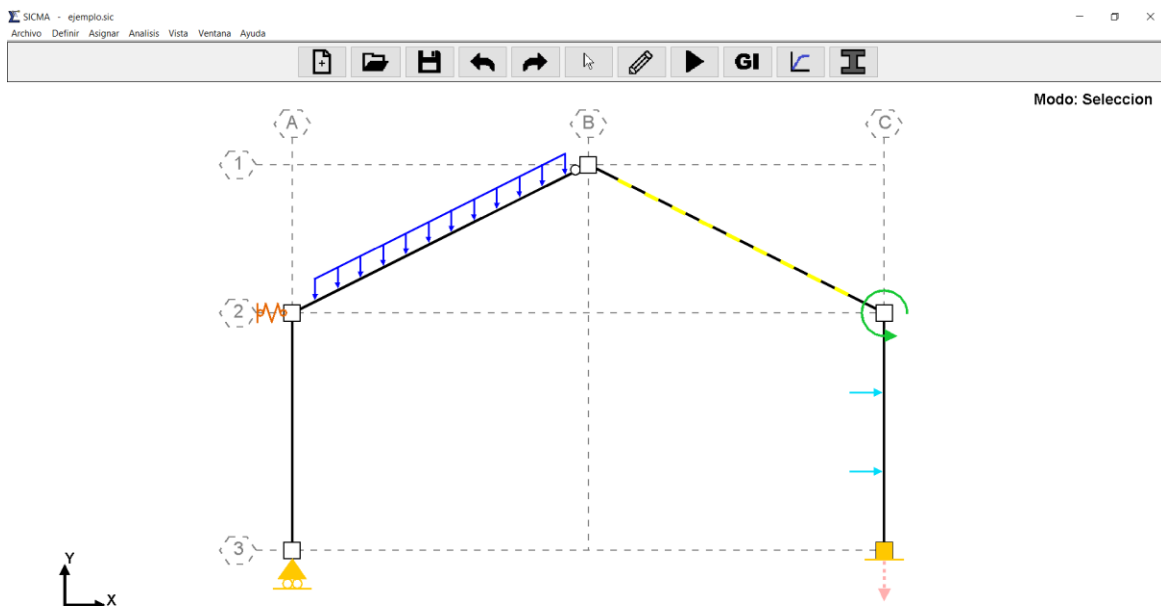 SICMA - ejemplo.sic
Archivo Definir Asignar Analisis Vista Ventana Ayuda
GI
Modo: Seleccion
A B C
1
2
3
Y
X